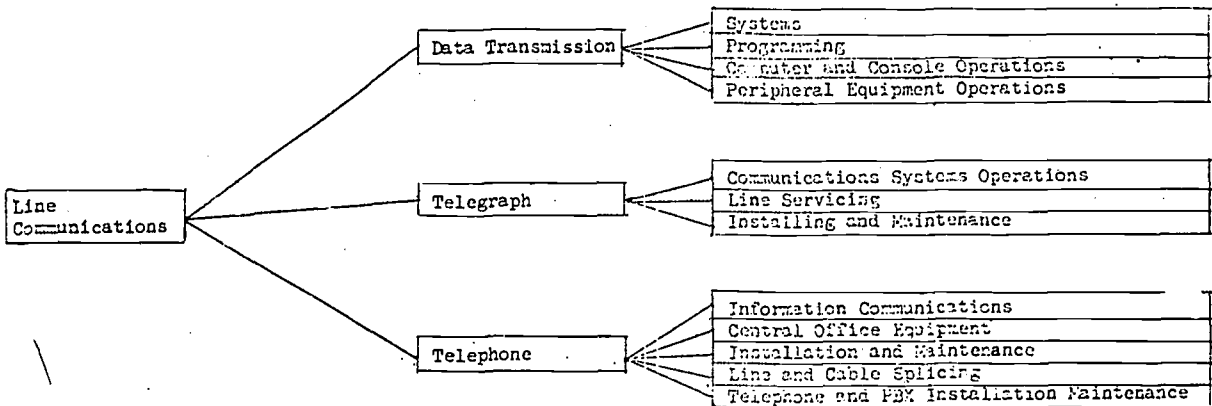 Line
Communications
Data Transmission
Systems
Programming
Computer and Console Operations
Peripheral Equipment Operations
Telegraph
Communications Systems Operations
Line Servicing
Installing and Maintenance
Telephone
Information Communications
Central Office Equipment
Installation and Maintenance
Line and Cable Splicing
Telephone and PBX Installation Maintenance